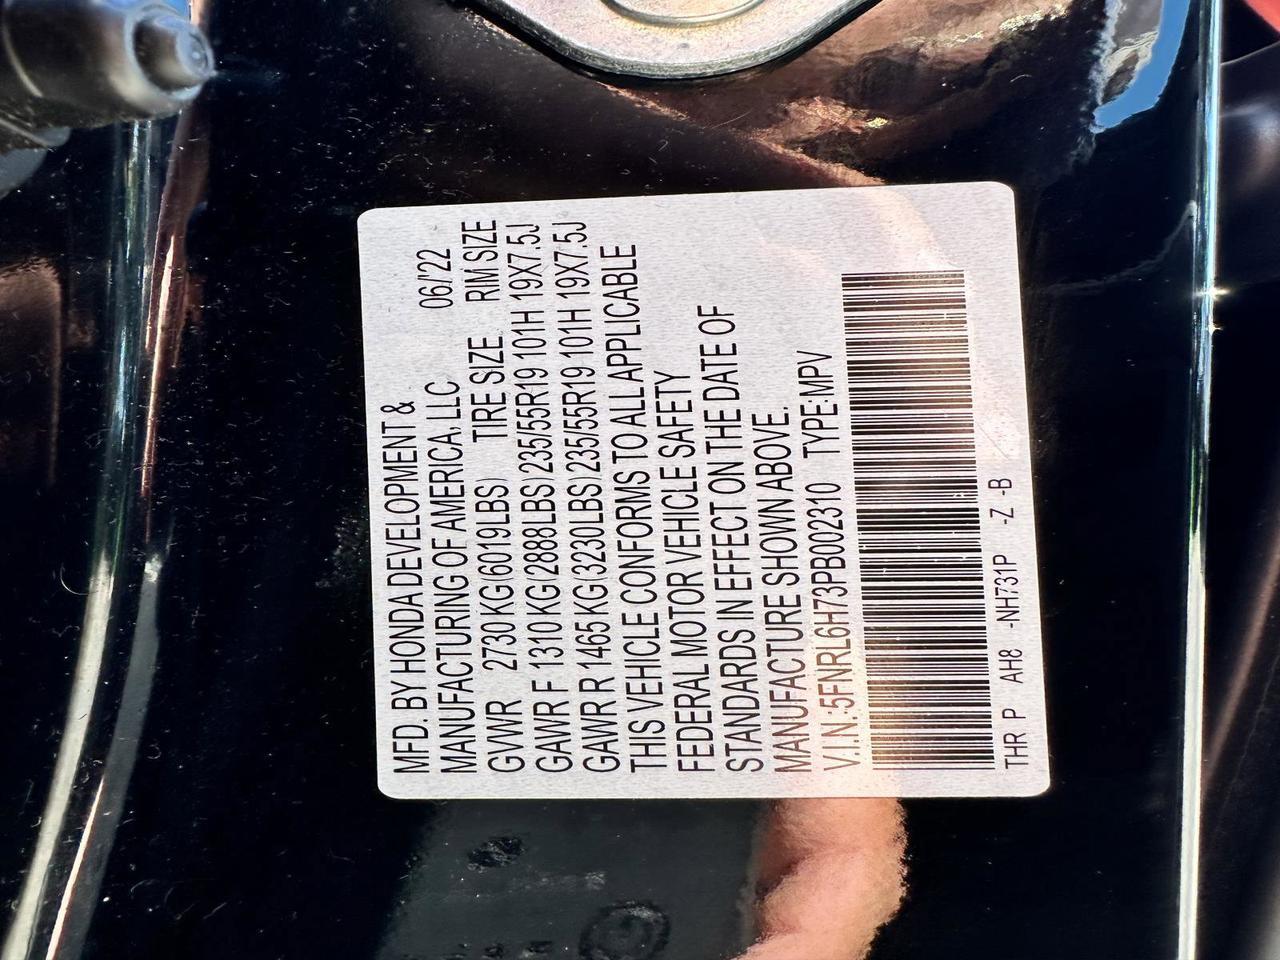 MFD. BY HONDA DEVELOPMENT &
MANUFACTURING OF AMERICA, LLC 06/'22
GVWR 2730 KG(6019LBS) TIRE SIZE RIM SIZE
GAWR F 1310 KG(2888LBS)235/55R19 101H 19X7.5J
GAWR R 1465 KG(3230LBS)235/55R19 101H 19X7.5J
THIS VEHICLE CONFORMS TO ALL APPLICABLE
FEDERAL MOTOR VEHICLE SAFETY
STANDARDS IN EFFECT ON THE DATE OF
MANUFACTURE SHOWN ABOVE.
V.I.N.:5FNRL6H73PB002310 TYPE:MPV
THR P AH8 -NH731P -Z -B